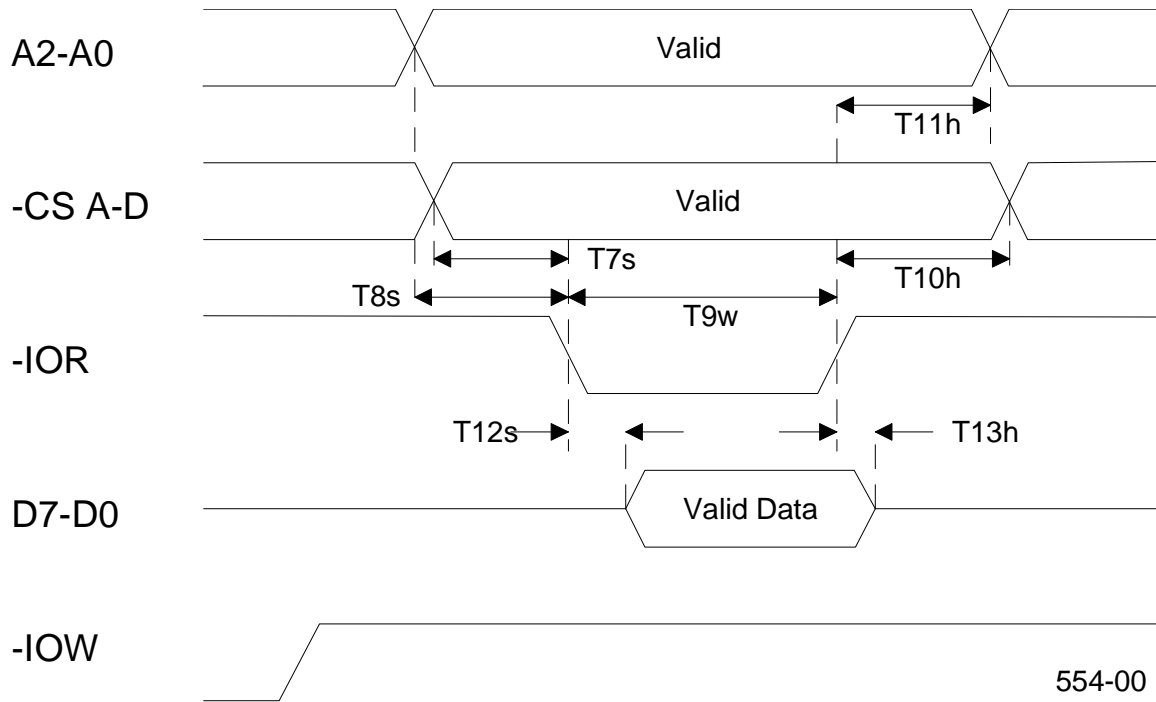 A2-A0
Valid
T11h
-CS A-D
Valid
T7s
T10h
T8s
T9w
-IOR
T12s
T13h
D7-D0
Valid Data
-IOW
554-00